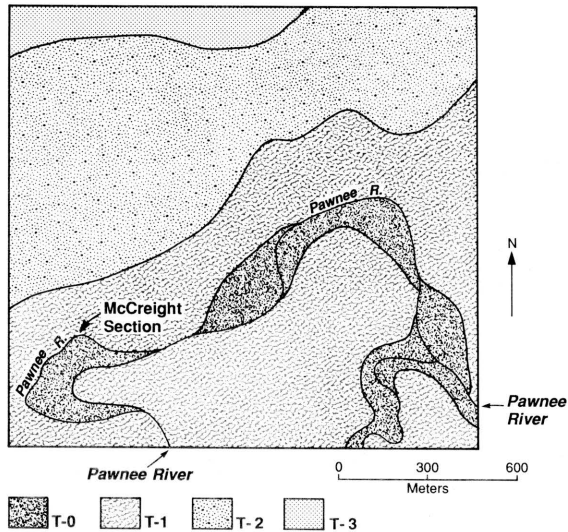 Pawnee R.
N
McCreight
Section
Pawnee R.
Pawnee
River
Pawnee River
0 300 600
Meters
T-0 T-1 T-2 T-3